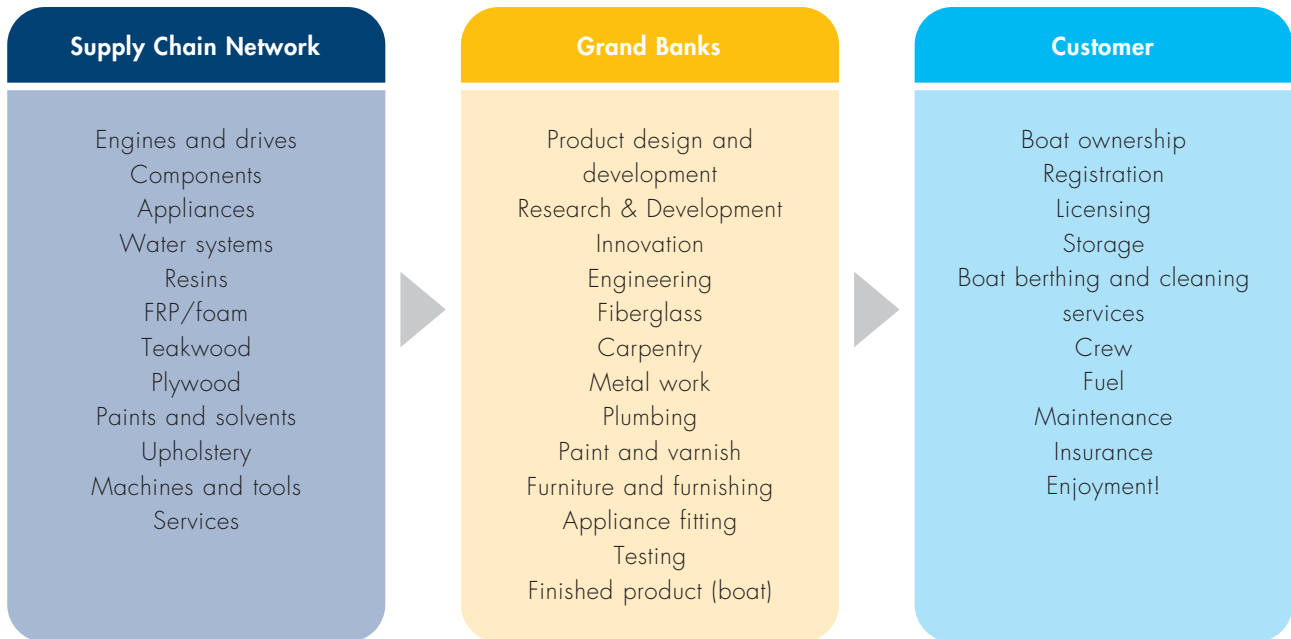 Supply Chain Network
Engines and drives
Components
Appliances
Water systems
Resins
FRP/foam
Teakwood
Plywood
Paints and solvents
Upholstery
Machines and tools
Services
Grand Banks
Product design and
development
Research & Development
Innovation
Engineering
Fiberglass
Carpentry
Metal work
Plumbing
Paint and varnish
Furniture and furnishing
Appliance fitting
Testing
Finished product (boat)
Customer
Boat ownership
Registration
Licensing
Storage
Boat berthing and cleaning
services
Crew
Fuel
Maintenance
Insurance
Enjoyment!